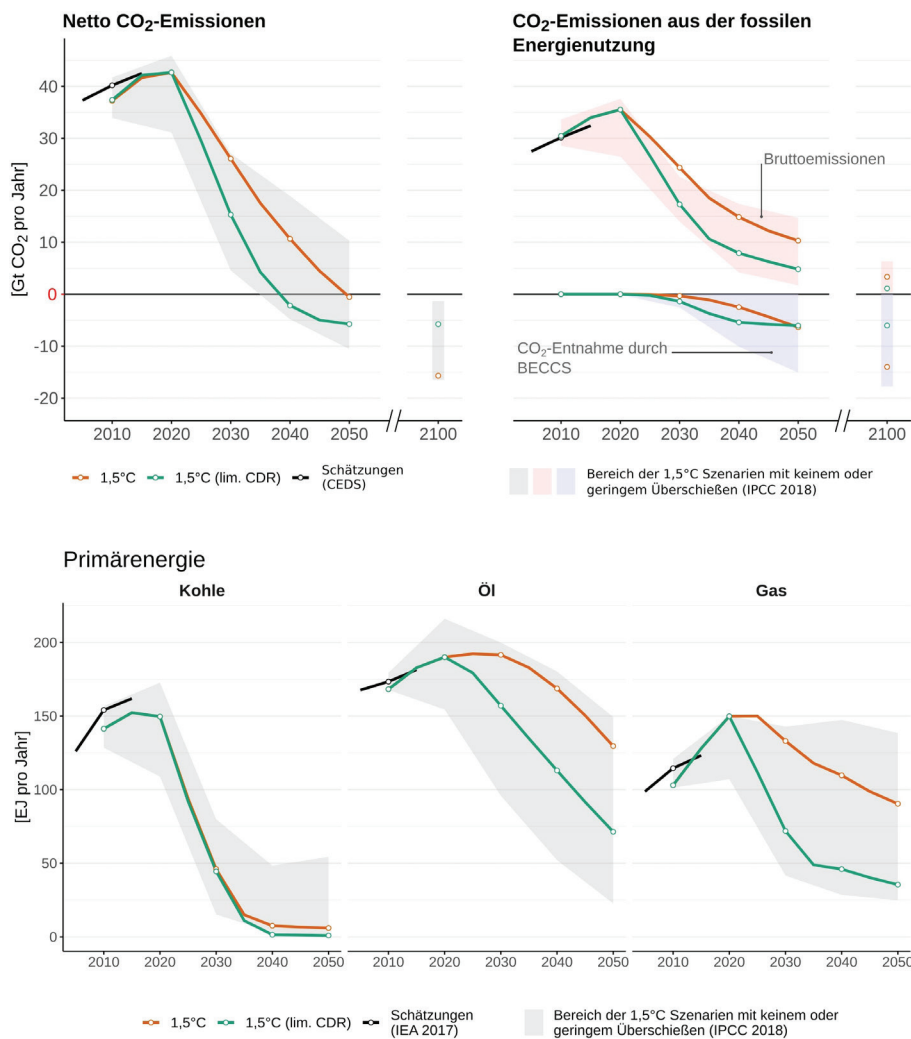 Netto CO₂-Emissionen
CO₂-Emissionen aus der fossilen
Energienutzung
[Gt CO₂ pro Jahr]
40
30
20
10
0
-10
-20
Bruttoemissionen
CO₂-Entnahme durch
BECCS
2010 2020 2030 2040 2050 2100
2010 2020 2030 2040 2050 2100
1,5°C 1,5°C (lim. CDR) Schätzungen
(CEDS)
Bereich der 1,5°C Szenarien mit keinem oder
geringem Überschießen (IPCC 2018)
Primärenergie
Kohle Öl Gas
[EJ pro Jahr]
200
150
100
50
0
2010 2020 2030 2040 2050 2010 2020 2030 2040 2050 2010 2020 2030 2040 2050
1,5°C 1,5°C (lim. CDR) Schätzungen
(IEA 2017)
Bereich der 1,5°C Szenarien mit keinem oder
geringem Überschießen (IPCC 2018)